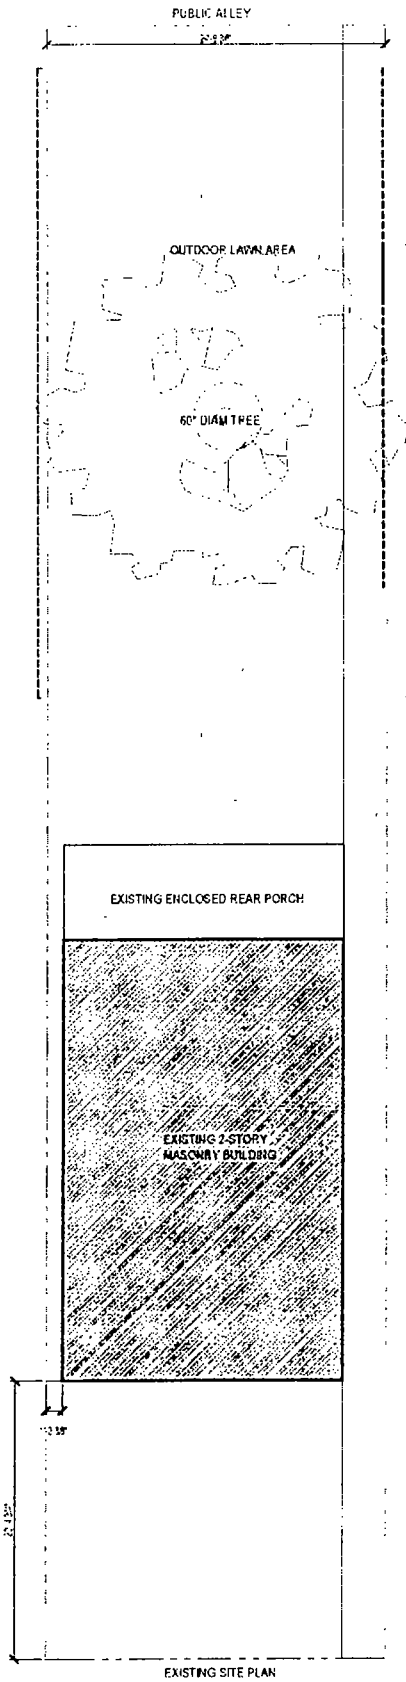 PUBLIC ALLEY
OUTDOOR LAWN AREA
60" DIAM TREE
EXISTING ENCLOSED REAR PORCH
EXISTING 2-STORY
MASONRY BUILDING
EXISTING SITE PLAN